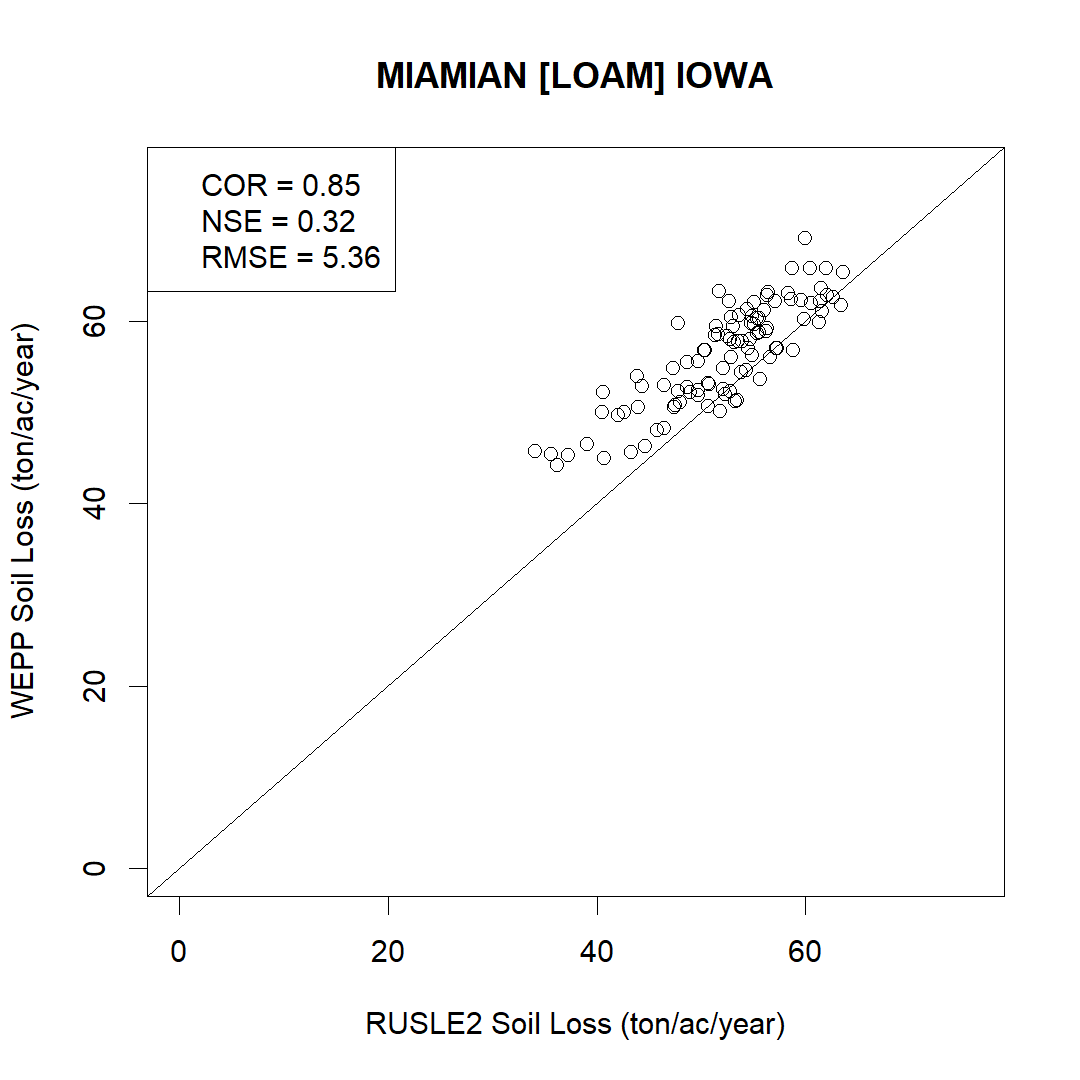 MIAMIAN [LOAM] IOWA
COR = 0.85
NSE = 0.32
RMSE = 5.36
WEPP Soil Loss (ton/ac/year)
60
40
20
0
0 20 40 60
RUSLE2 Soil Loss (ton/ac/year)